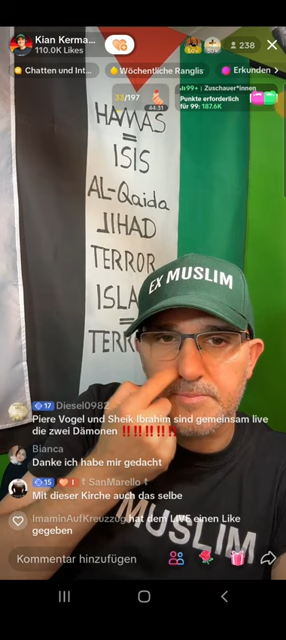 Kian Kerma...
110.0K Likes
238
Chatten und Int...
Wöchentliche Ranglis
Erkunden
33/197
44:31
99+ | Zuschauer*innen
Punkte erforderlich
für 99: 187.6K
HAMAS
=
ISIS
AL-Qaida
JIHAD
TERROR
ISLA
=
TERR
EX MUSLIM
MUSLIM
17 Diesel0982
Piere Vogel und Sheik Ibrahim sind gemeinsam live
die zwei Dämonen ‼️‼️‼️‼️‼️
Bianca
Danke ich habe mir gedacht
15 I † SanMarello †
Mit dieser Kirche auch das selbe
ImaminAufKreuzzug hat dem LIVE einen Like
gegeben
Kommentar hinzufügen